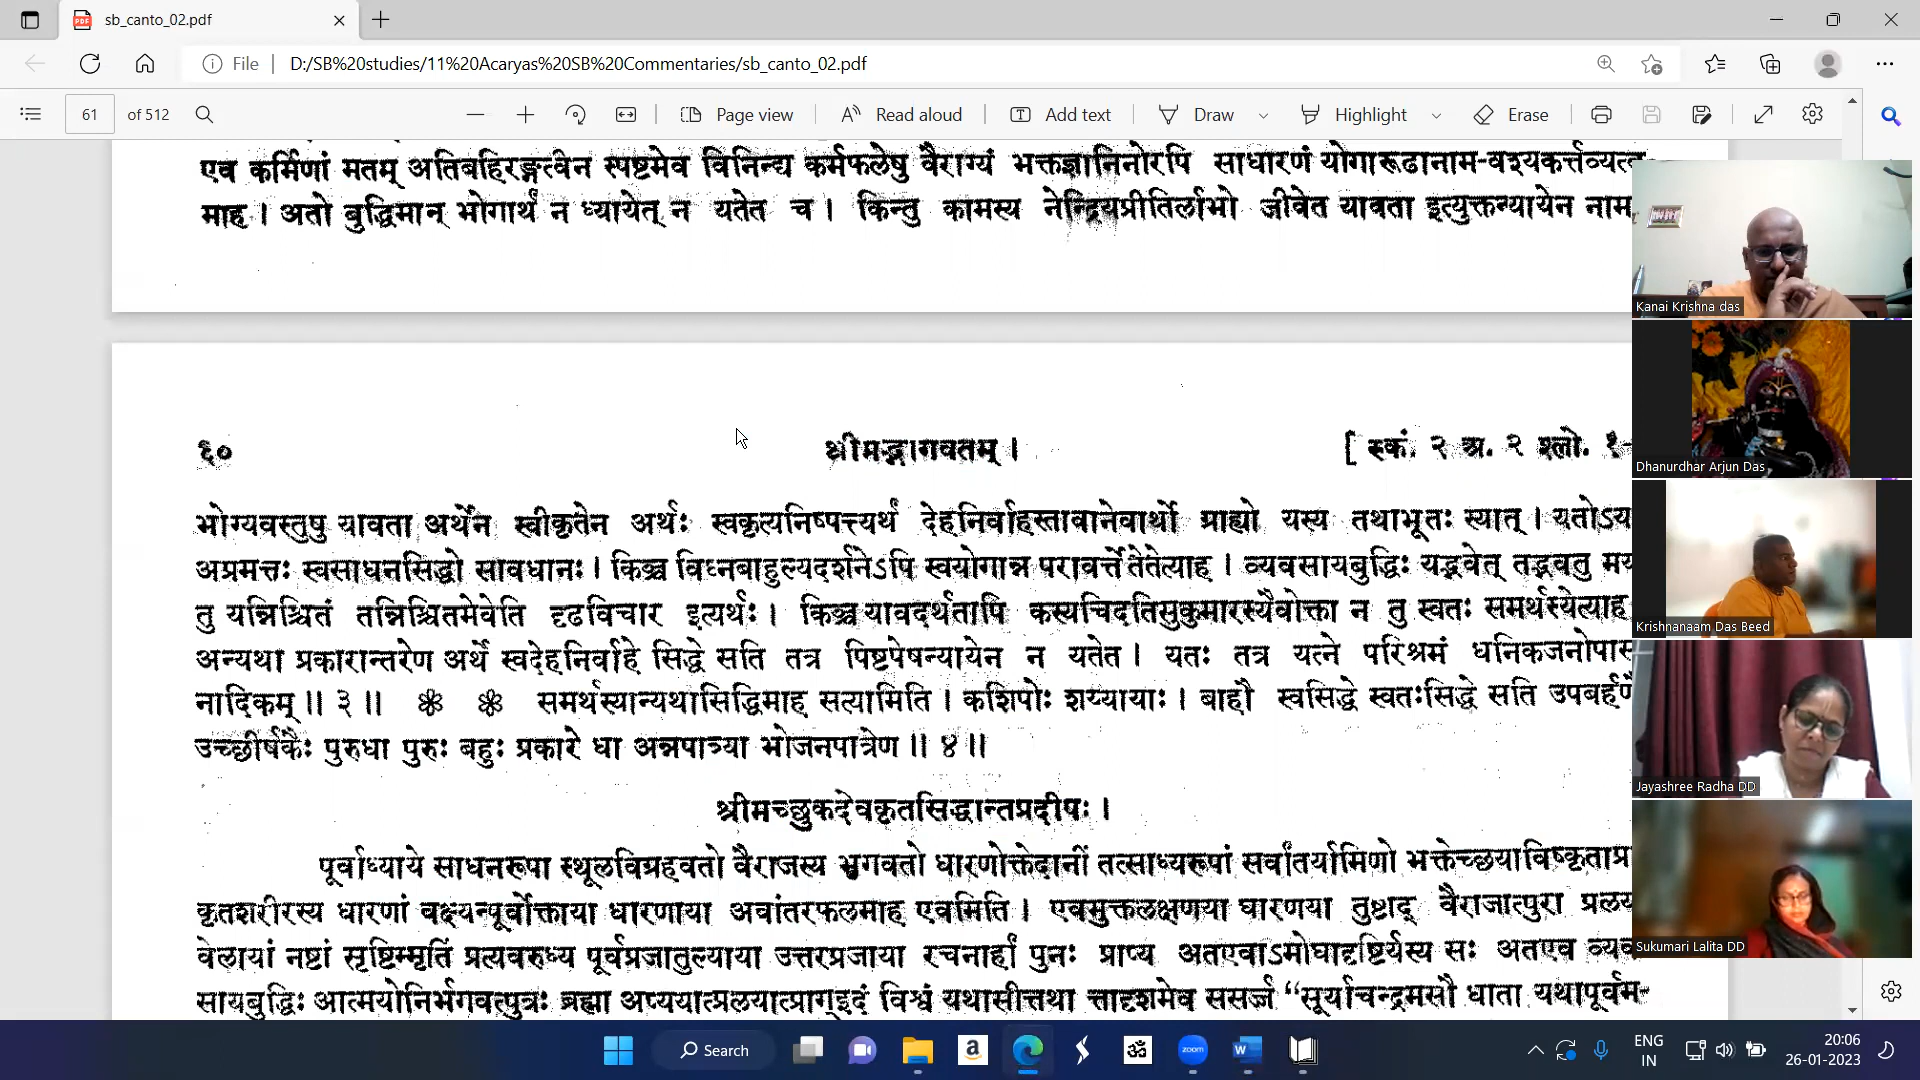 sb_canto_02.pdf
File
D:/SB%20studies/11%20Acaryas%20SB%20Commentaries/sb_canto_02.pdf
61 of 512
Page view
Read aloud
Add text
Draw
Highlight
Erase
एव कर्मिणां मतम् अतिबहिरङ्गत्वेन स्पष्टमेव विनिन्द्य कर्मफलेषु वैराग्यं भक्तज्ञानिनोरपि साधारणं योगारूढानाम-वश्यकर्त्तव्यत्व-
माह । अतो बुद्धिमान् भोगार्थं न ध्यायेत् न यतेत च । किन्तु कामस्य नेन्द्रियप्रीतिर्लाभो जीवेत यावता इत्युक्तन्यायेन नाम
६० श्रीमद्भागवतम् । [ स्कं. २ अ. २ श्लो. १-
भोग्यवस्तुषु यावता अर्थेन स्वीकृतेन अर्थः स्वकृत्यनिष्पत्त्यर्थं देहनिर्वाहस्तावानेवार्थो ग्राह्यो यस्य तथाभूतः स्यात् । यतोऽय
अप्रमत्तः स्वसाधनसिद्धो सावधानः । किञ्च विघ्नबाहुल्यदर्शनेऽपि स्वयोगान्न परावर्त्तेतेत्याह । व्यवसायबुद्धिः यद्भवेत् तद्भवतु मय
तु यन्निश्चितं तन्निश्चितमेवेति दृढविचार इत्यर्थः । किञ्च यावदर्थतापि कस्यचिदतिसुकुमारस्यैवोक्ता न तु स्वतः समर्थस्येत्याह
अन्यथा प्रकारान्तरेण अर्थे स्वदेहनिर्वाहे सिद्धे सति तत्र पिष्टपेषन्यायेन न यतेत । यतः तत्र यत्ने परिश्रमं धनिकजनोपास
नादिकम् ॥ ३ ॥ समर्थस्यान्यथासिद्धिमाह सत्यामिति । कशिपोः शय्यायाः । बाहौ स्वसिद्धे स्वतःसिद्धे सति उपबर्हणै
उच्छीर्षकैः पुरुधा पुरुः बहुः प्रकारे धा अन्नपात्र्या भोजनपात्रेण ॥ ४ ॥
श्रीमच्छुकदेवकृतसिद्धान्तप्रदीपः ।
पूर्वाध्याये साधनरूपा स्थूलविग्रहवतो वैराजस्य भगवतो धारणोक्तेदानीं तत्साध्यरूपां सर्वांतर्यामिणो भक्तेच्छयाविष्कृताप्रा
कृतशरीरस्य धारणां वक्ष्यन्पूर्वोक्ताया धारणाया अवांतरफलमाह एवमिति । एवमुक्तलक्षणया धारणया तुष्टाद् वैराजात्पुरा प्रलय
वेलायां नष्टां सृष्टिस्मृतिं प्रत्यवरुध्य पूर्वप्रजातुल्याया उत्तरप्रजाया रचनार्हां पुनः प्राप्य अतएवाऽमोघादृष्टिर्यस्य सः अतएव व्यव
सायबुद्धिः आत्मयोनिर्भगवत्पुत्रः ब्रह्मा अप्ययात्प्रलयात्प्राग्इदं विश्वं यथासीत्तथा त्तादृशमेव ससर्ज “सूर्याचन्द्रमसौ धाता यथापूर्वम-
Kanai Krishna das
Dhanurdhar Arjun Das
Krishnanaam Das Beed
Jayashree Radha DD
Sukumari Lalita DD
Search
zoom
ENG
IN
20:06
26-01-2023